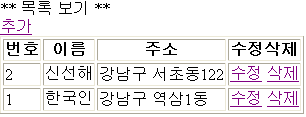 ** 목록 보기 **
추가
번호 이름 주소 수정삭제
2 신선해 강남구 서초동122 수정 삭제
1 한국인 강남구 역삼1동 수정 삭제